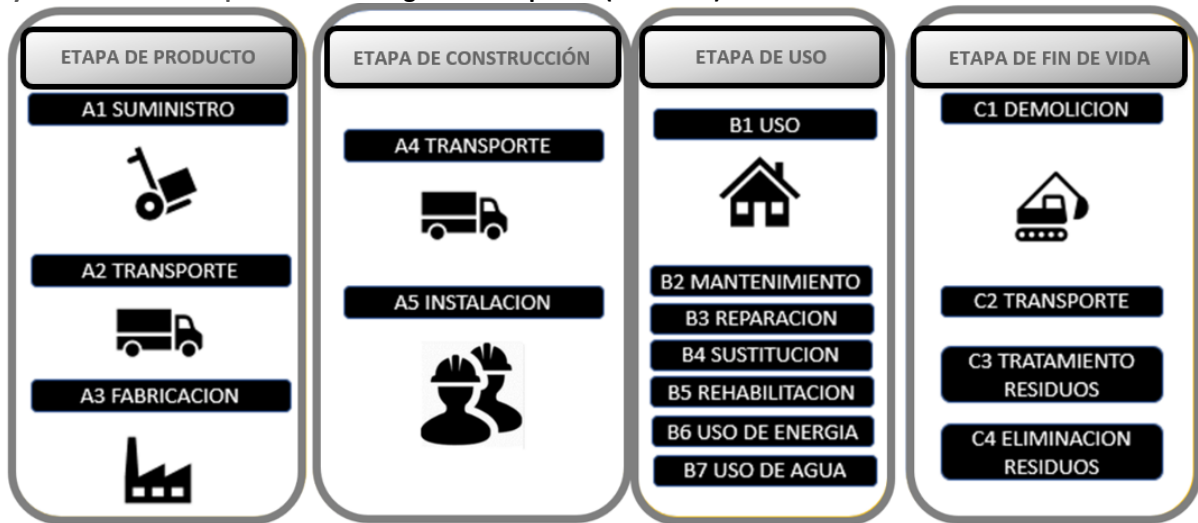 ETAPA DE PRODUCTO
A1 SUMINISTRO
A2 TRANSPORTE
A3 FABRICACION
ETAPA DE CONSTRUCCIÓN
A4 TRANSPORTE
A5 INSTALACION
ETAPA DE USO
B1 USO
B2 MANTENIMIENTO
B3 REPARACION
B4 SUSTITUCION
B5 REHABILITACION
B6 USO DE ENERGIA
B7 USO DE AGUA
ETAPA DE FIN DE VIDA
C1 DEMOLICION
C2 TRANSPORTE
C3 TRATAMIENTO
RESIDUOS
C4 ELIMINACION
RESIDUOS